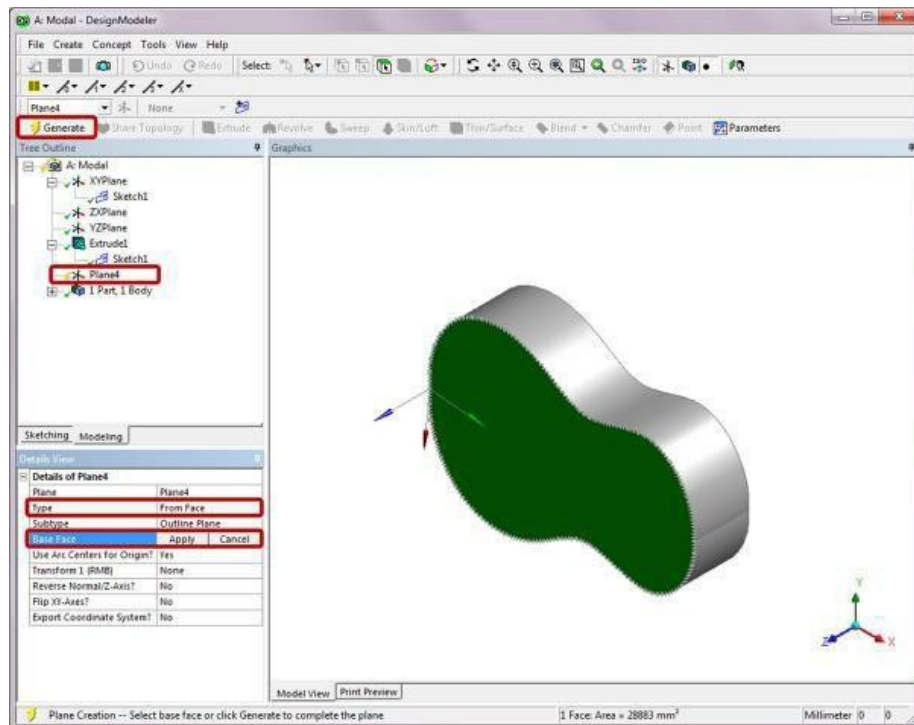 A: Modal - DesignModeler
File Create Concept Tools View Help
Undo Redo Select:
Plane4 None
Generate Share Topology Extrude Revolve Sweep Skin/Loft Thin/Surface Blend Chamfer Point Parameters
Tree Outline
Graphics
A: Modal
XYPlane
Sketch1
ZXPlane
YZPlane
Extrude1
Sketch1
Plane4
1 Part, 1 Body
Sketching Modeling
Details View
Details of Plane4
Plane Plane4
Type From Face
Subtype Outline Plane
Base Face Apply Cancel
Use Arc Centers for Origin? Yes
Transform 1 (RMB) None
Reverse Normal/Z-Axis? No
Flip XY-Axes? No
Export Coordinate System? No
Y
Z X
Model View Print Preview
Plane Creation -- Select base face or click Generate to complete the plane 1 Face: Area = 28883 mm² Millimeter 0 0